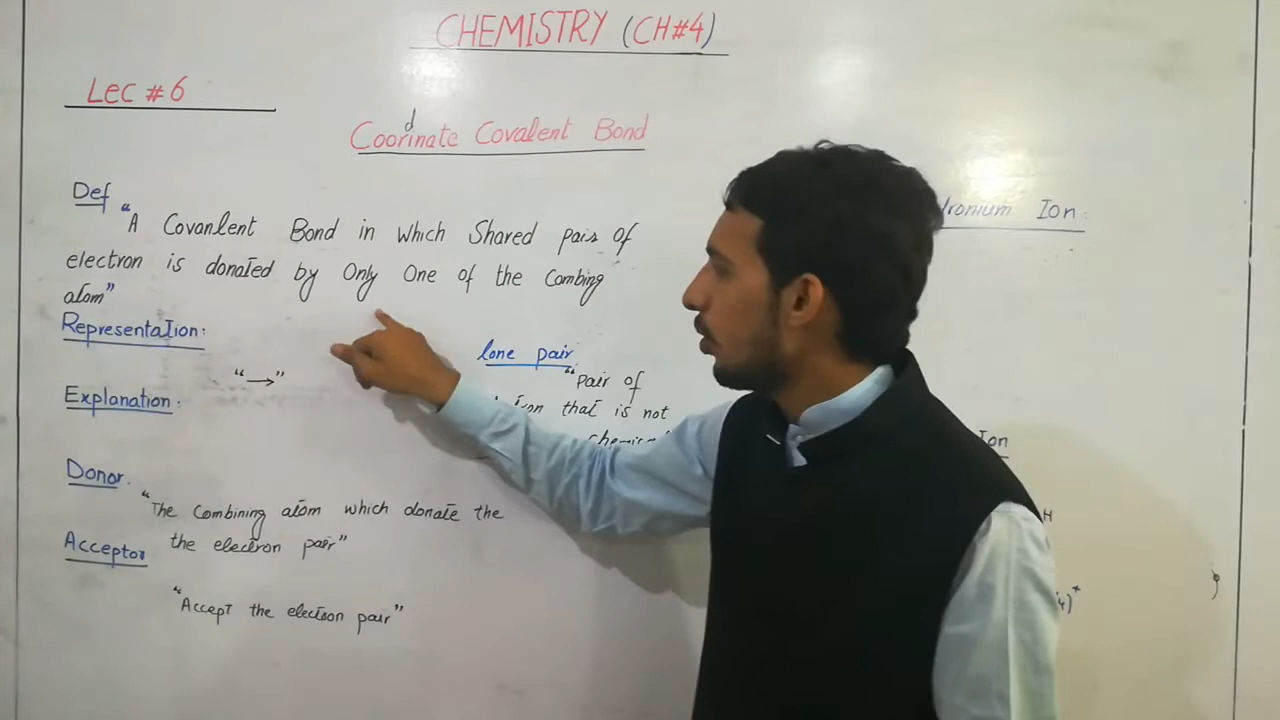 CHEMISTRY (CH#4)
Lec # 6
Coordinate Covalent Bond
Def
"A Covanlent Bond in which Shared pair of
electron is donated by Only One of the Combing
atom"
Representation:
"→"
Explanation:
Donor.
"The Combining atom which donate the
the electron pair"
Acceptor
"Accept the electron pair"
lone pair
"Pair of
that is not
Ion:
Ion
H